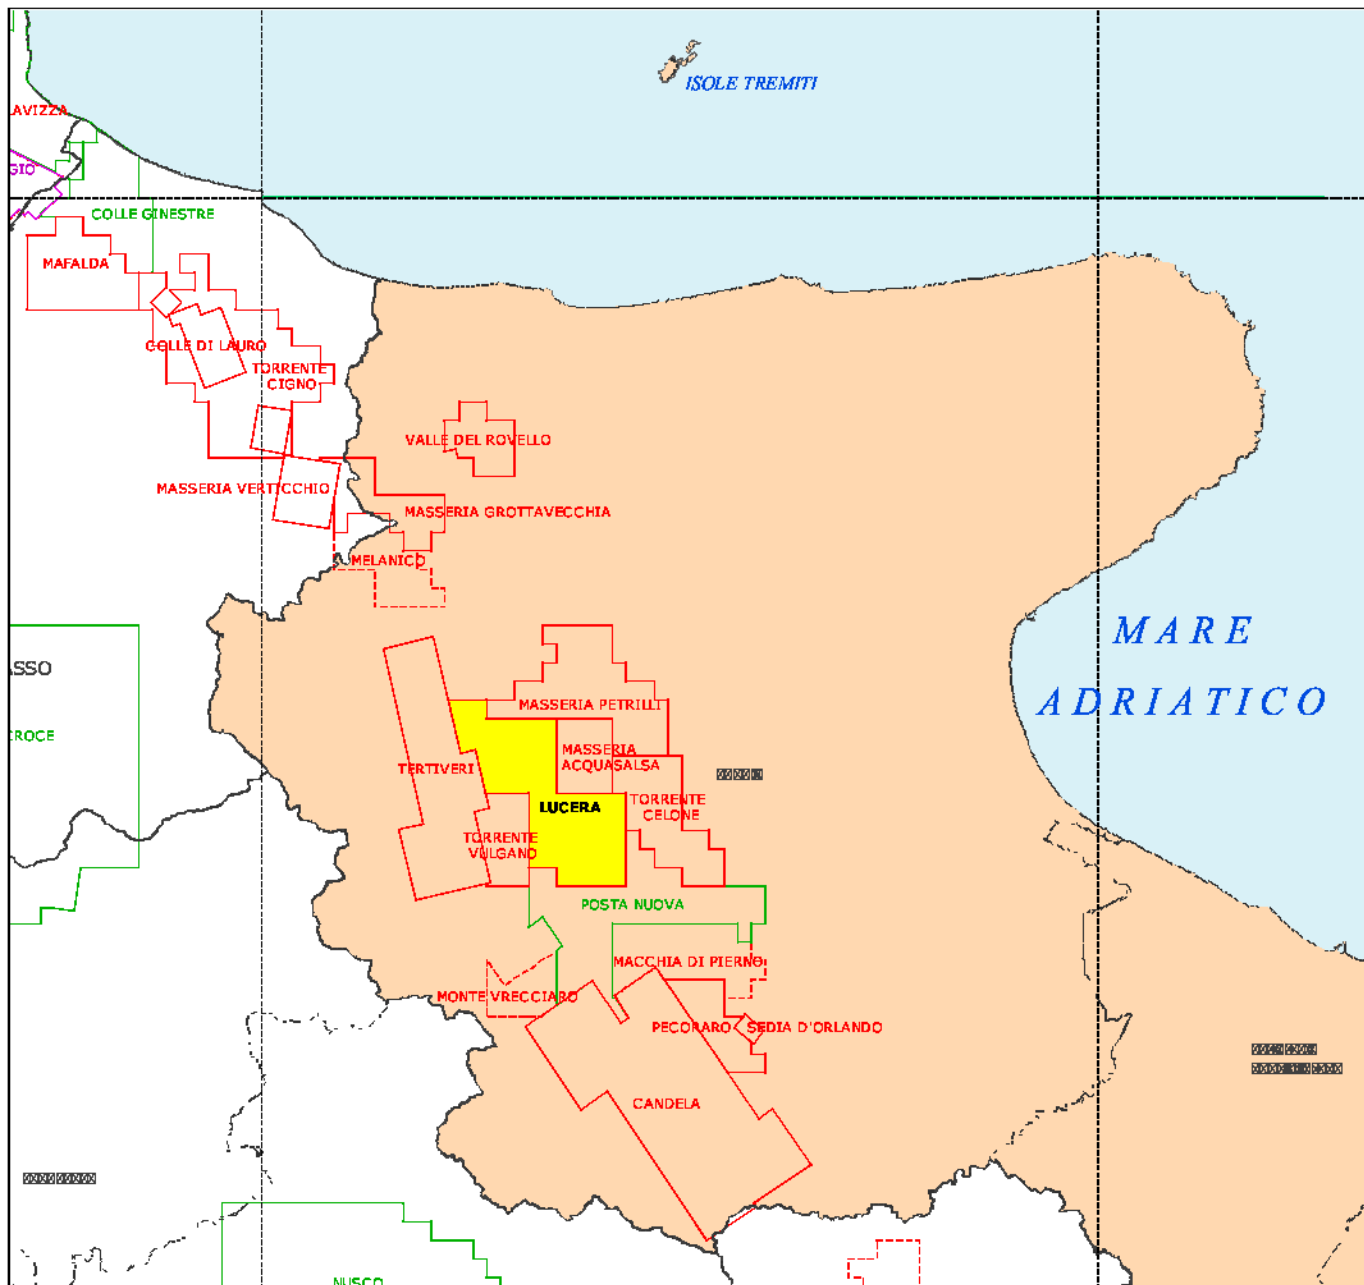 ISOLE TREMITI
AVIZZA
GIO
COLLE GINESTRE
MAFALDA
COLLE DI LAURO
TORRENTE
CIGNO
VALLE DEL ROVELLO
MASSERIA VERTICCHIO
MASSERIA GROTTAVECCHIA
MELANICO
MARE
ADRIATICO
ASSO
ROCE
MASSERIA PETRILLI
MASSERIA
ACQUASALSA
TERTIVERI
LUCERA
TORRENTE
CELONE
TORRENTE
VULGANO
POSTA NUOVA
MACCHIA DI PIERNO
MONTE VRECCIARO
PECORARO
SEDIA D'ORLANDO
CANDELA
NUSCO